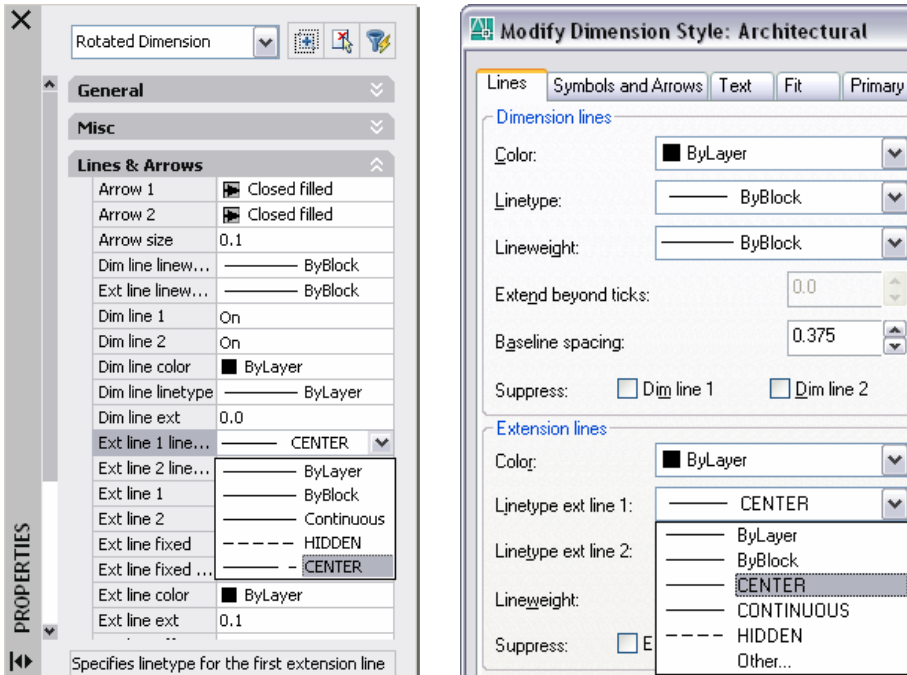 Rotated Dimension
General
Misc
Lines & Arrows
Arrow 1 Closed filled
Arrow 2 Closed filled
Arrow size 0.1
Dim line linew... ByBlock
Ext line linew... ByBlock
Dim line 1 On
Dim line 2 On
Dim line color ByLayer
Dim line linetype ByLayer
Dim line ext 0.0
Ext line 1 line... CENTER
Ext line 2 line... ByLayer
Ext line 1 ByBlock
Ext line 2 Continuous
Ext line fixed HIDDEN
Ext line fixed ... CENTER
Ext line color ByLayer
Ext line ext 0.1
PROPERTIES
Specifies linetype for the first extension line
Modify Dimension Style: Architectural
Lines Symbols and Arrows Text Fit Primary
Dimension lines
Color: ByLayer
Linetype: ByBlock
Lineweight: ByBlock
Extend beyond ticks: 0.0
Baseline spacing: 0.375
Suppress: Dim line 1 Dim line 2
Extension lines
Color: ByLayer
Linetype ext line 1: CENTER
ByLayer
Linetype ext line 2: ByBlock
CENTER
Lineweight: CONTINUOUS
HIDDEN
Suppress: E Other...